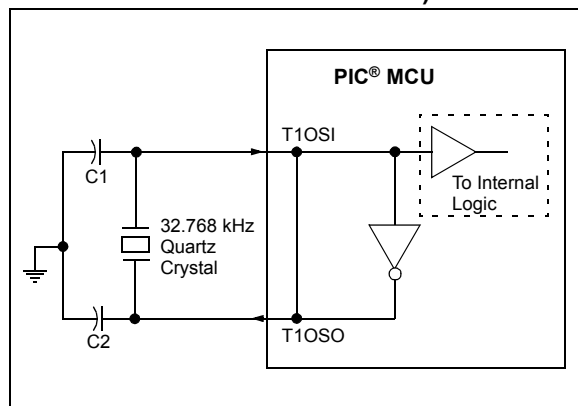 PIC® MCU
T1OSI
C1
To Internal
Logic
32.768 kHz
Quartz
Crystal
C2
T1OSO